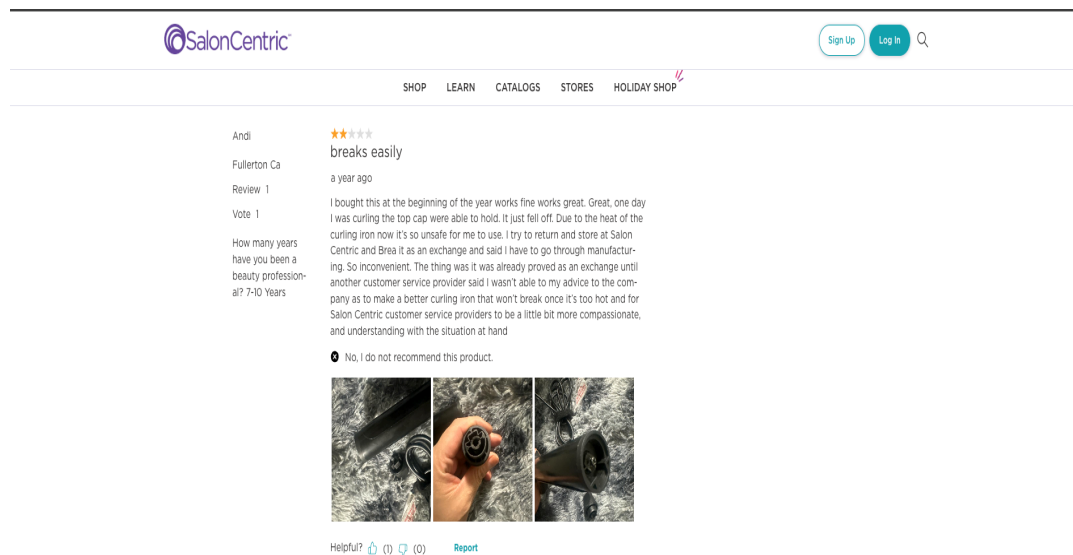 SalonCentric
Sign Up
Log In
SHOP LEARN CATALOGS STORES HOLIDAY SHOP
Andi
Fullerton Ca
Review 1
Vote 1
How many years
have you been a
beauty profession-
al? 7-10 Years
breaks easily
a year ago
I bought this at the beginning of the year works fine works great. Great, one day
I was curling the top cap were able to hold. It just fell off. Due to the heat of the
curling iron now it's so unsafe for me to use. I try to return and store at Salon
Centric and Brea it as an exchange and said I have to go through manufactur-
ing. So inconvenient. The thing was it was already proved as an exchange until
another customer service provider said I wasn't able to my advice to the com-
pany as to make a better curling iron that won't break once it's too hot and for
Salon Centric customer service providers to be a little bit more compassionate,
and understanding with the situation at hand
No, I do not recommend this product.
Helpful? (1) (0) Report